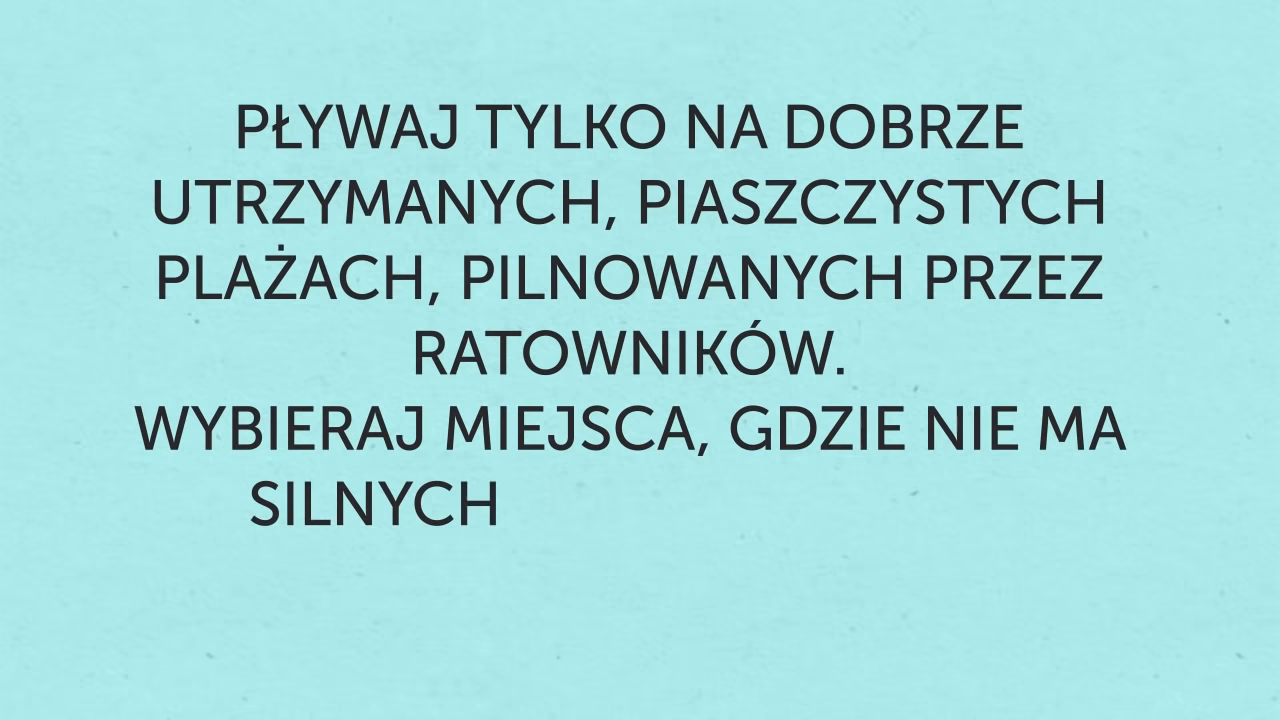 PŁYWAJ TYLKO NA DOBRZE
UTRZYMANYCH, PIASZCZYSTYCH
PLAŻACH, PILNOWANYCH PRZEZ
RATOWNIKÓW.
WYBIERAJ MIEJSCA, GDZIE NIE MA
SILNYCH